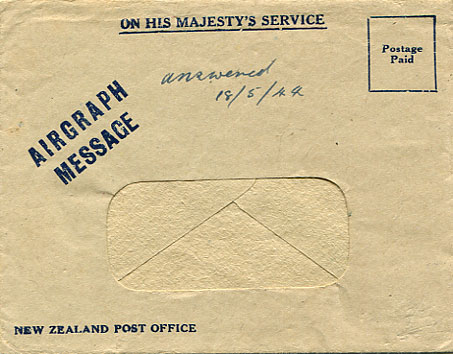 ON HIS MAJESTY'S SERVICE
Postage
Paid
answered
18/5/44
AIRGRAPH
MESSAGE
NEW ZEALAND POST OFFICE